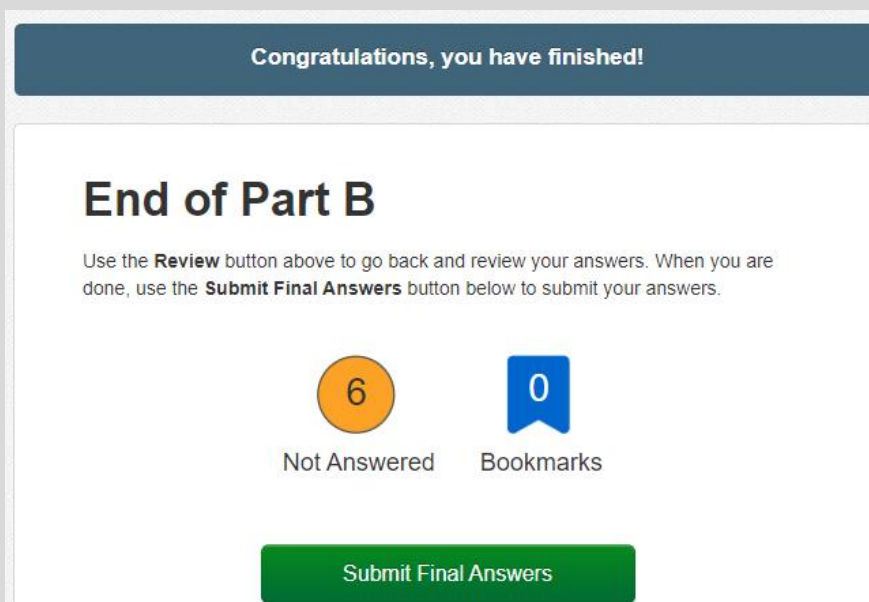 Congratulations, you have finished!
End of Part B
Use the Review button above to go back and review your answers. When you are
done, use the Submit Final Answers button below to submit your answers.
6 0
Not Answered Bookmarks
Submit Final Answers